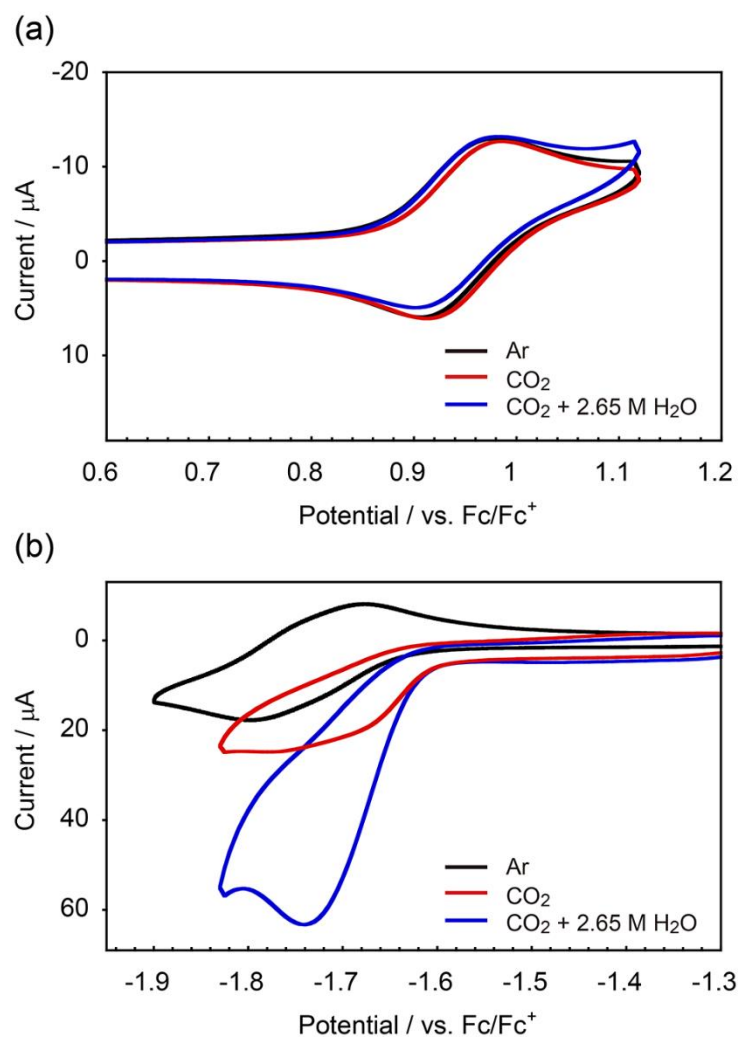 (a)
-20
-10
0
10
Current / μA
Ar
CO₂
CO₂ + 2.65 M H₂O
0.6 0.7 0.8 0.9 1 1.1 1.2
Potential / vs. Fc/Fc⁺
(b)
0
20
40
60
Current / μA
Ar
CO₂
CO₂ + 2.65 M H₂O
-1.9 -1.8 -1.7 -1.6 -1.5 -1.4 -1.3
Potential / vs. Fc/Fc⁺